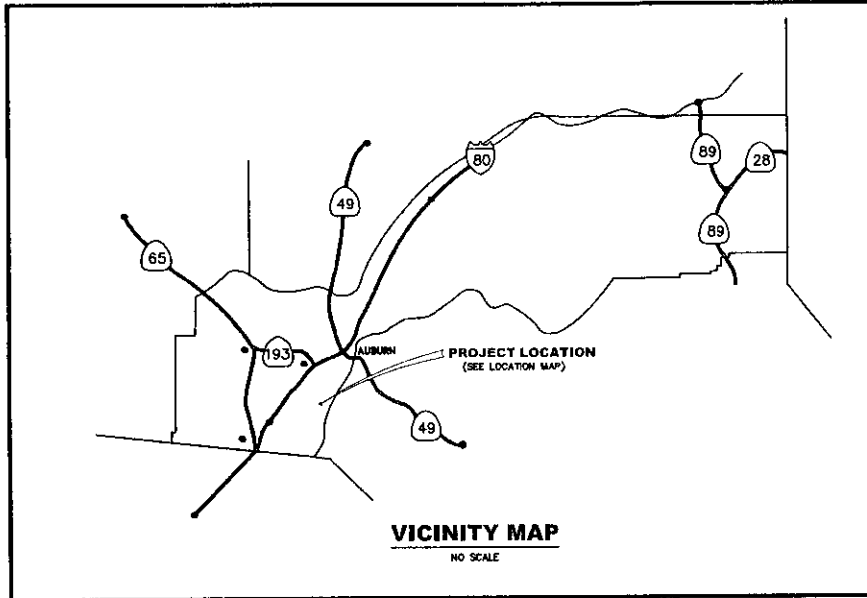 80
89
28
49
89
65
193
AUBURN
PROJECT LOCATION
(SEE LOCATION MAP)
49
VICINITY MAP
NO SCALE